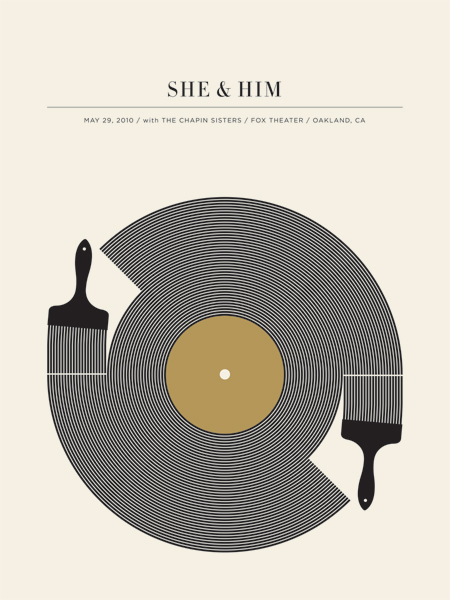 SHE & HIM
MAY 29, 2010 / with THE CHAPIN SISTERS / FOX THEATER / OAKLAND, CA